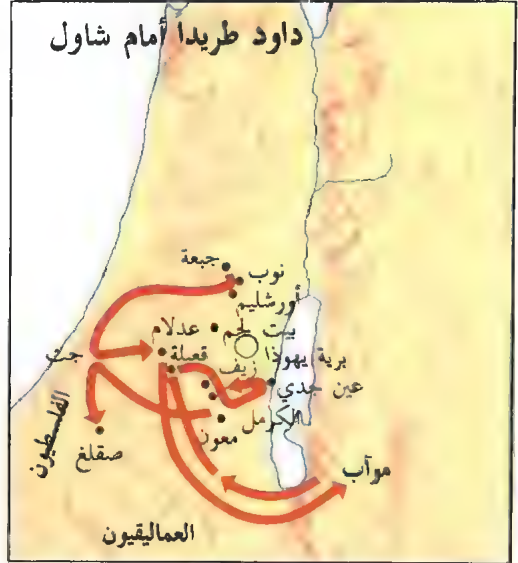 داود طريدا أمام شاول
جبعة
نوب
أورشليم
بيت لحم
عدلام
جت
قعيلة
زيف
برية يهوذا
عين جدي
الكرمل
معون
صقلغ
الفلسطيون
موآب
العماليقيون